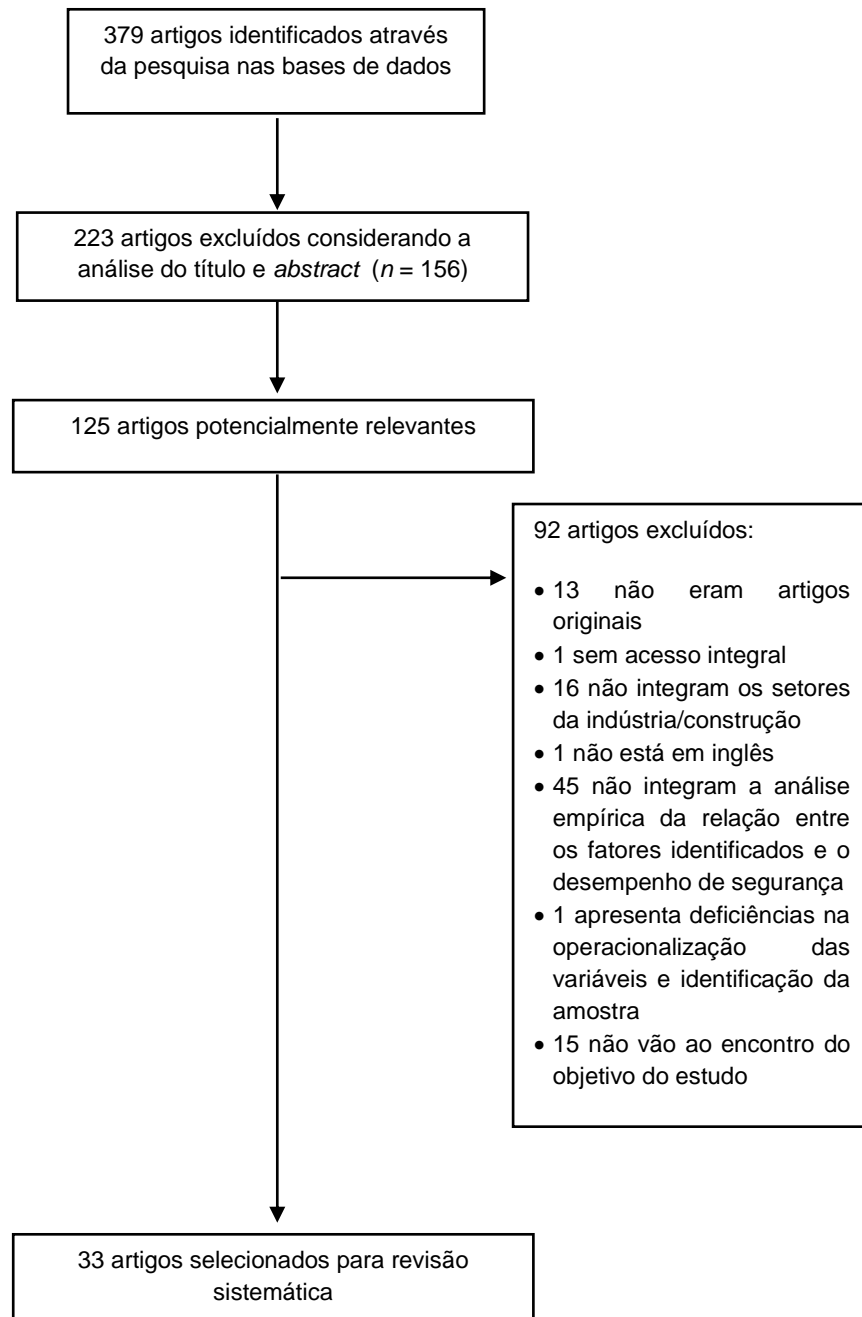 379 artigos identificados através
da pesquisa nas bases de dados
223 artigos excluídos considerando a
análise do título e abstract (n = 156)
125 artigos potencialmente relevantes
92 artigos excluídos:
• 13 não eram artigos
originais
• 1 sem acesso integral
• 16 não integram os setores
da indústria/construção
• 1 não está em inglês
• 45 não integram a análise
empírica da relação entre
os fatores identificados e o
desempenho de segurança
• 1 apresenta deficiências na
operacionalização das
variáveis e identificação da
amostra
• 15 não vão ao encontro do
objetivo do estudo
33 artigos selecionados para revisão
sistemática